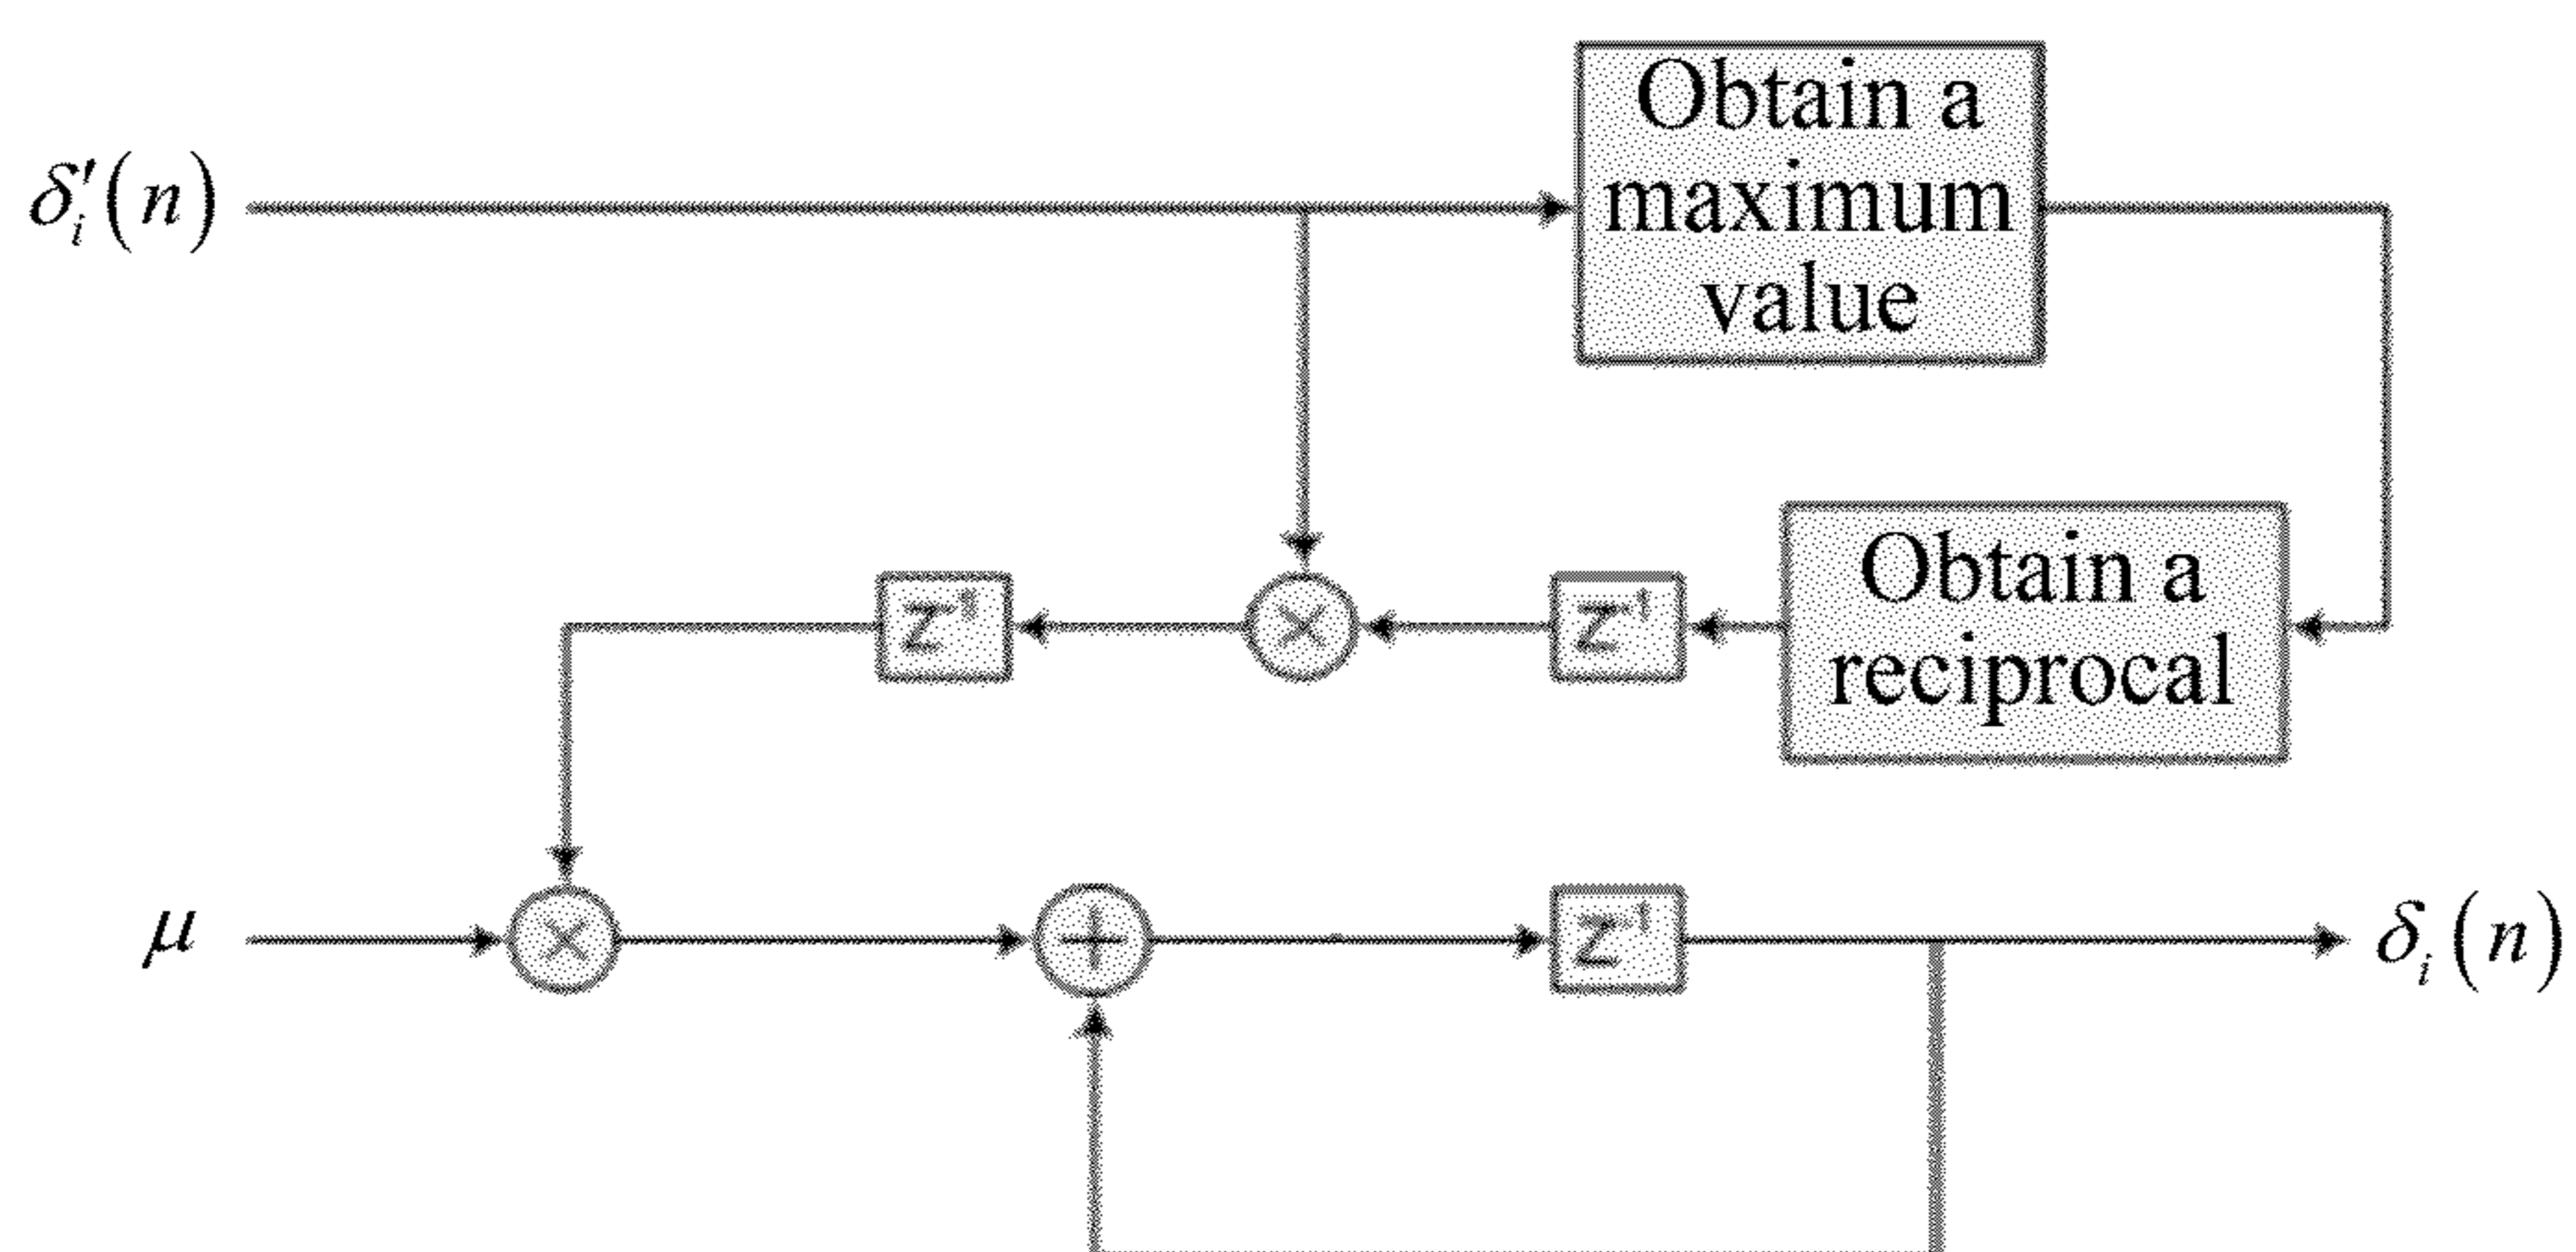 Obtain a
maximum
value
δ′ᵢ(n)
Obtain a
reciprocal
Z⁻¹
×
Z⁻¹
μ
×
+
Z⁻¹
δᵢ(n)